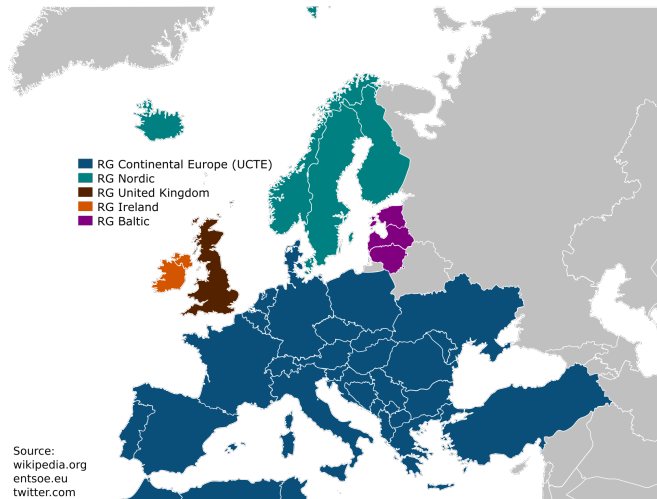 RG Continental Europe (UCTE)
RG Nordic
RG United Kingdom
RG Ireland
RG Baltic
Source:
wikipedia.org
entsoe.eu
twitter.com